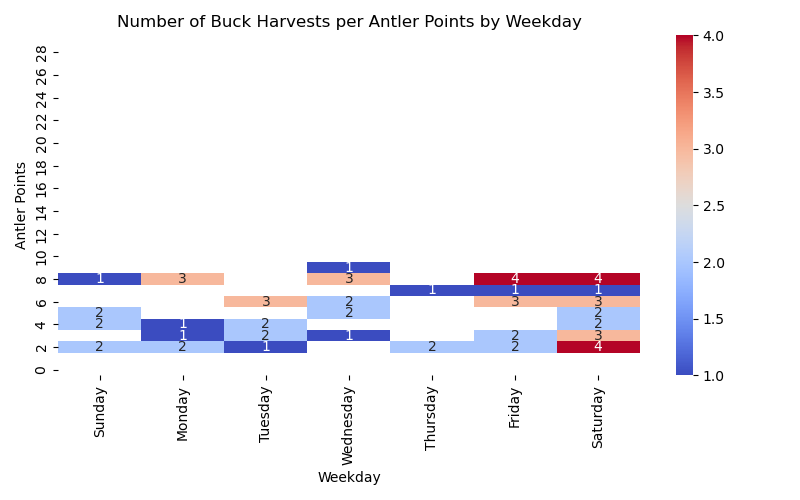 Number of Buck Harvests per Antler Points by Weekday
4.0
28
26
3.5
24
22
20
3.0
18
16
2.5
14
12
10
1
2.0
8
1 3 3 4 4
1 1 1
6
3 2 3 3
2 2 2
1.5
4
2 1 2 2
1 2 1 2 3
2
2 2 1 2 2 4
0
1.0
Antler Points
Sunday
Monday
Tuesday
Wednesday
Thursday
Friday
Saturday
Weekday